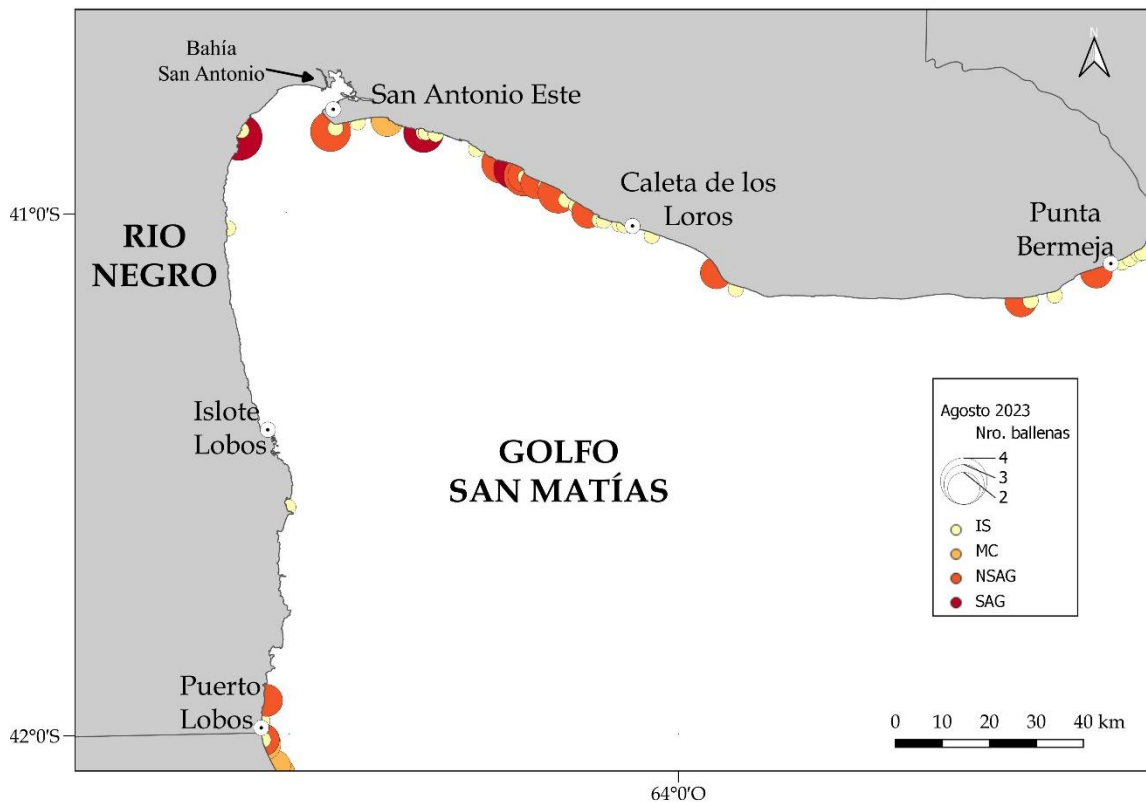 N
Bahía
San Antonio
San Antonio Este
Caleta de los
Loros
Punta
Bermeja
41°0'S
RIO
NEGRO
Islote
Lobos
GOLFO
SAN MATÍAS
Agosto 2023
Nro. ballenas
4
3
2
IS
MC
NSAG
SAG
Puerto
Lobos
42°0'S
0 10 20 30 40 km
64°0'O